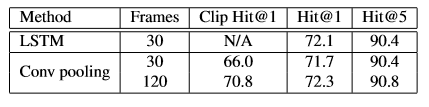 Method Frames Clip Hit@1 Hit@1 Hit@5
LSTM 30 N/A 72.1 90.4
Conv pooling 30 66.0 71.7 90.4
120 70.8 72.3 90.8